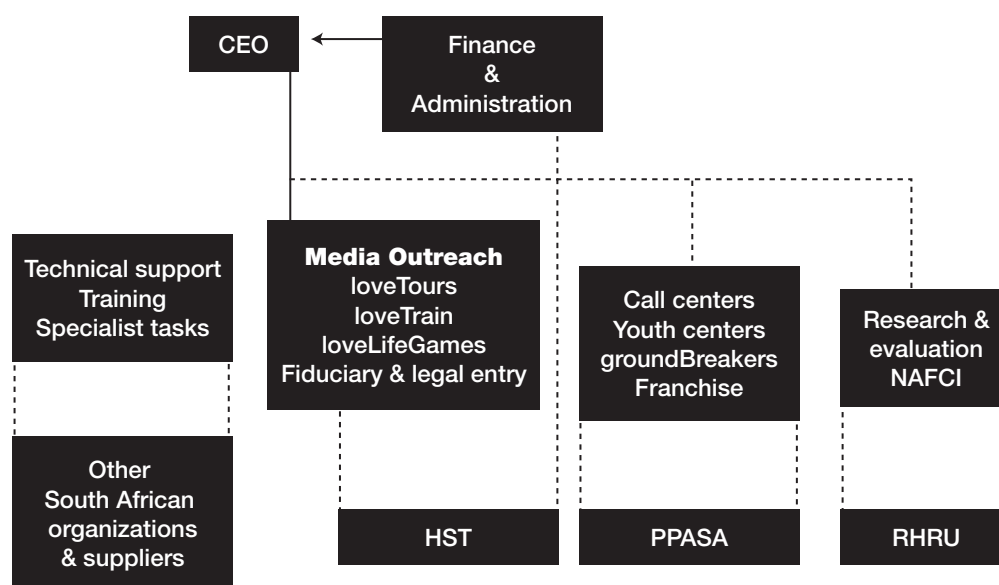 CEO
Finance
&
Administration
Technical support
Training
Specialist tasks
Media Outreach
loveTours
loveTrain
loveLifeGames
Fiduciary & legal entry
Call centers
Youth centers
groundBreakers
Franchise
Research &
evaluation
NAFCI
Other
South African
organizations
& suppliers
HST
PPASA
RHRU